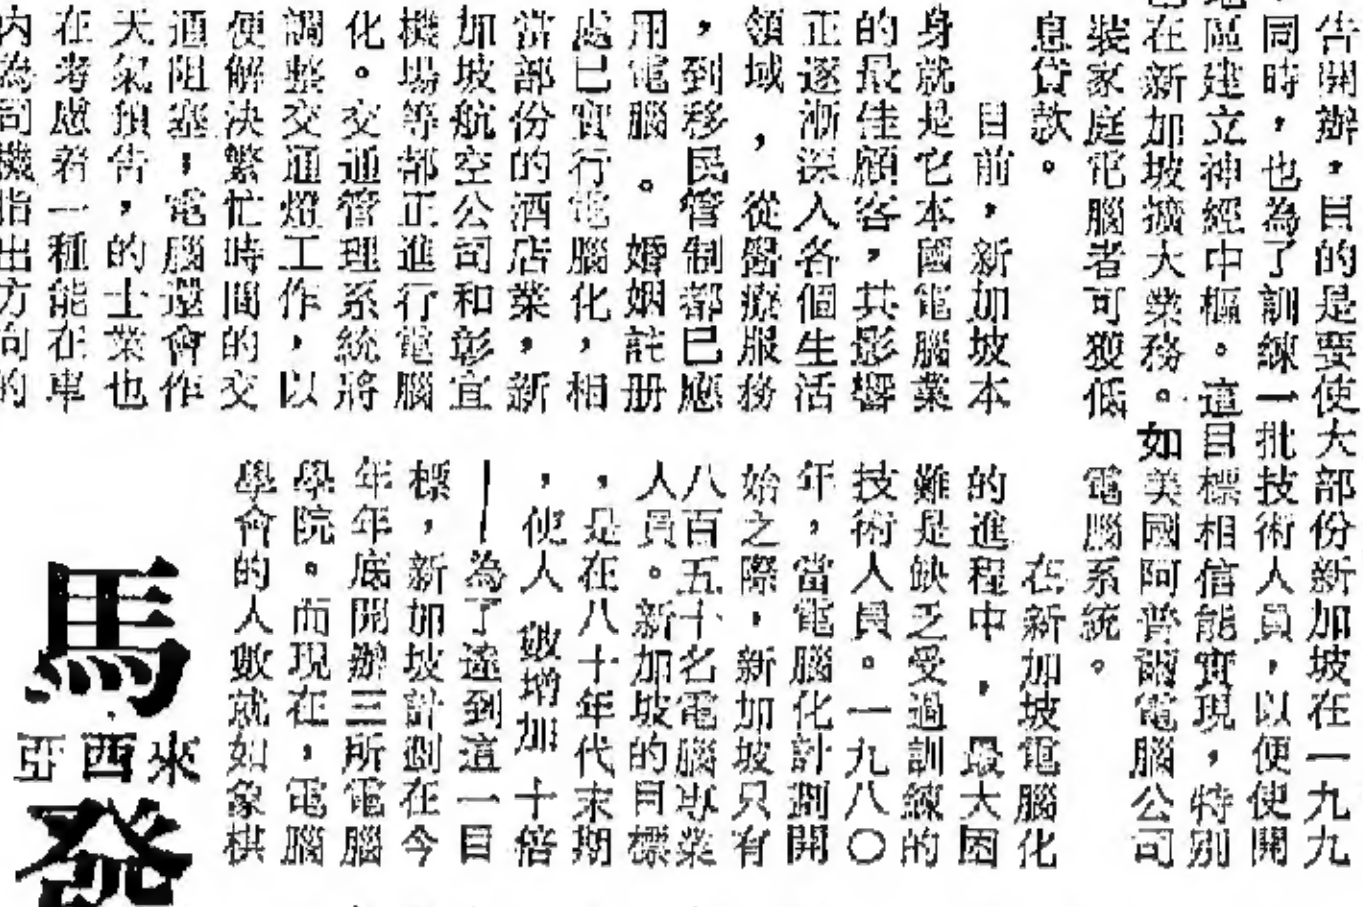 告開辦，目的是要使大部份新加坡在一九九
同時，也為了訓練一批技術人員，以便使開
區建立神經中樞。這目標相信能實現，特別
在新加坡擴大業務。如美國阿普爾電腦公司
裝家庭電腦者可獲低
息貸款。
目前，新加坡本
身就是它本國電腦業
的最佳顧客，其影響
正逐漸深入各個生活
領域，從醫療服務
，到移民管制都已應
用電腦。婚姻註册
處已實行電腦化，相
當部份的酒店業，新
加坡航空公司和彰宜
機場等都正進行電腦
化。交通管理系統將
調整交通燈工作，以
便解決繁忙時間的交
通阻塞，電腦還會作
天氣預告，的士業也
在考慮着一種能在車
內為司機指出方向的
電腦系統。
在新加坡電腦化
的進程中，最大困
難是缺乏受過訓練的
技術人員。一九八〇
年，當電腦化計劃開
始之際，新加坡只有
八百五十名電腦專業
人員。新加坡的目標
，是在八十年代末期
，使人數增加十倍
——為了達到這一目
標，新加坡計劃在今
年年底開辦三所電腦
學院。而現在，電腦
學會的人數就如象棋
馬
來西亞
發